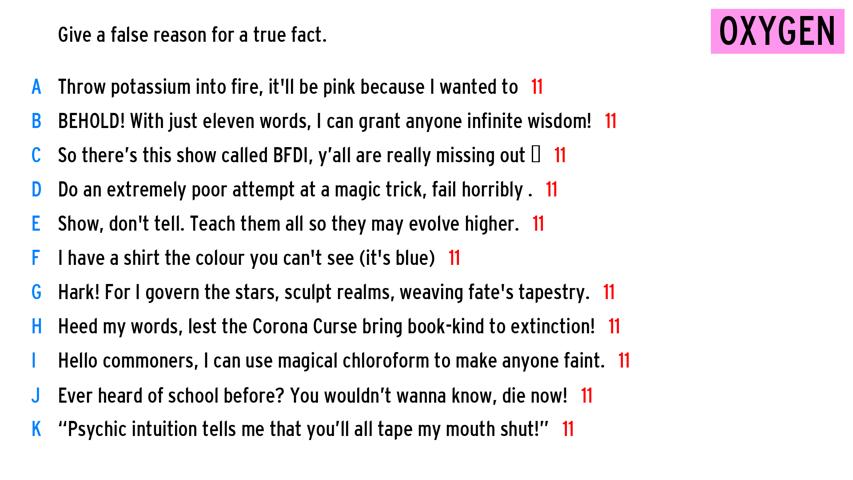 Give a false reason for a true fact.
OXYGEN
A Throw potassium into fire, it'll be pink because I wanted to 11
B BEHOLD! With just eleven words, I can grant anyone infinite wisdom! 11
C So there’s this show called BFDI, y’all are really missing out ▯ 11
D Do an extremely poor attempt at a magic trick, fail horribly . 11
E Show, don't tell. Teach them all so they may evolve higher. 11
F I have a shirt the colour you can't see (it's blue) 11
G Hark! For I govern the stars, sculpt realms, weaving fate's tapestry. 11
H Heed my words, lest the Corona Curse bring book-kind to extinction! 11
I Hello commoners, I can use magical chloroform to make anyone faint. 11
J Ever heard of school before? You wouldn’t wanna know, die now! 11
K “Psychic intuition tells me that you’ll all tape my mouth shut!” 11